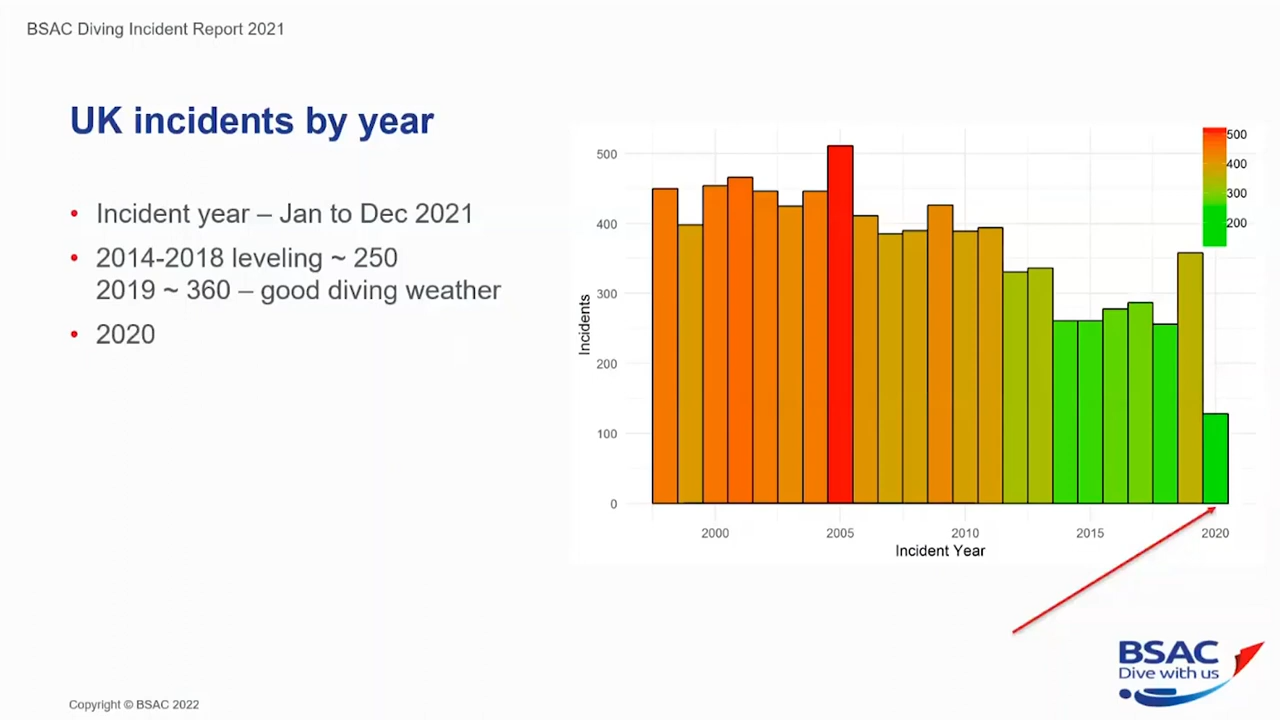 BSAC Diving Incident Report 2021
UK incidents by year
• Incident year – Jan to Dec 2021
• 2014-2018 leveling ~ 250
2019 ~ 360 – good diving weather
• 2020
500
400
300
200
100
0
Incidents
2000
2005
2010
2015
2020
Incident Year
500
400
300
200
BSAC
Dive with us
Copyright © BSAC 2022